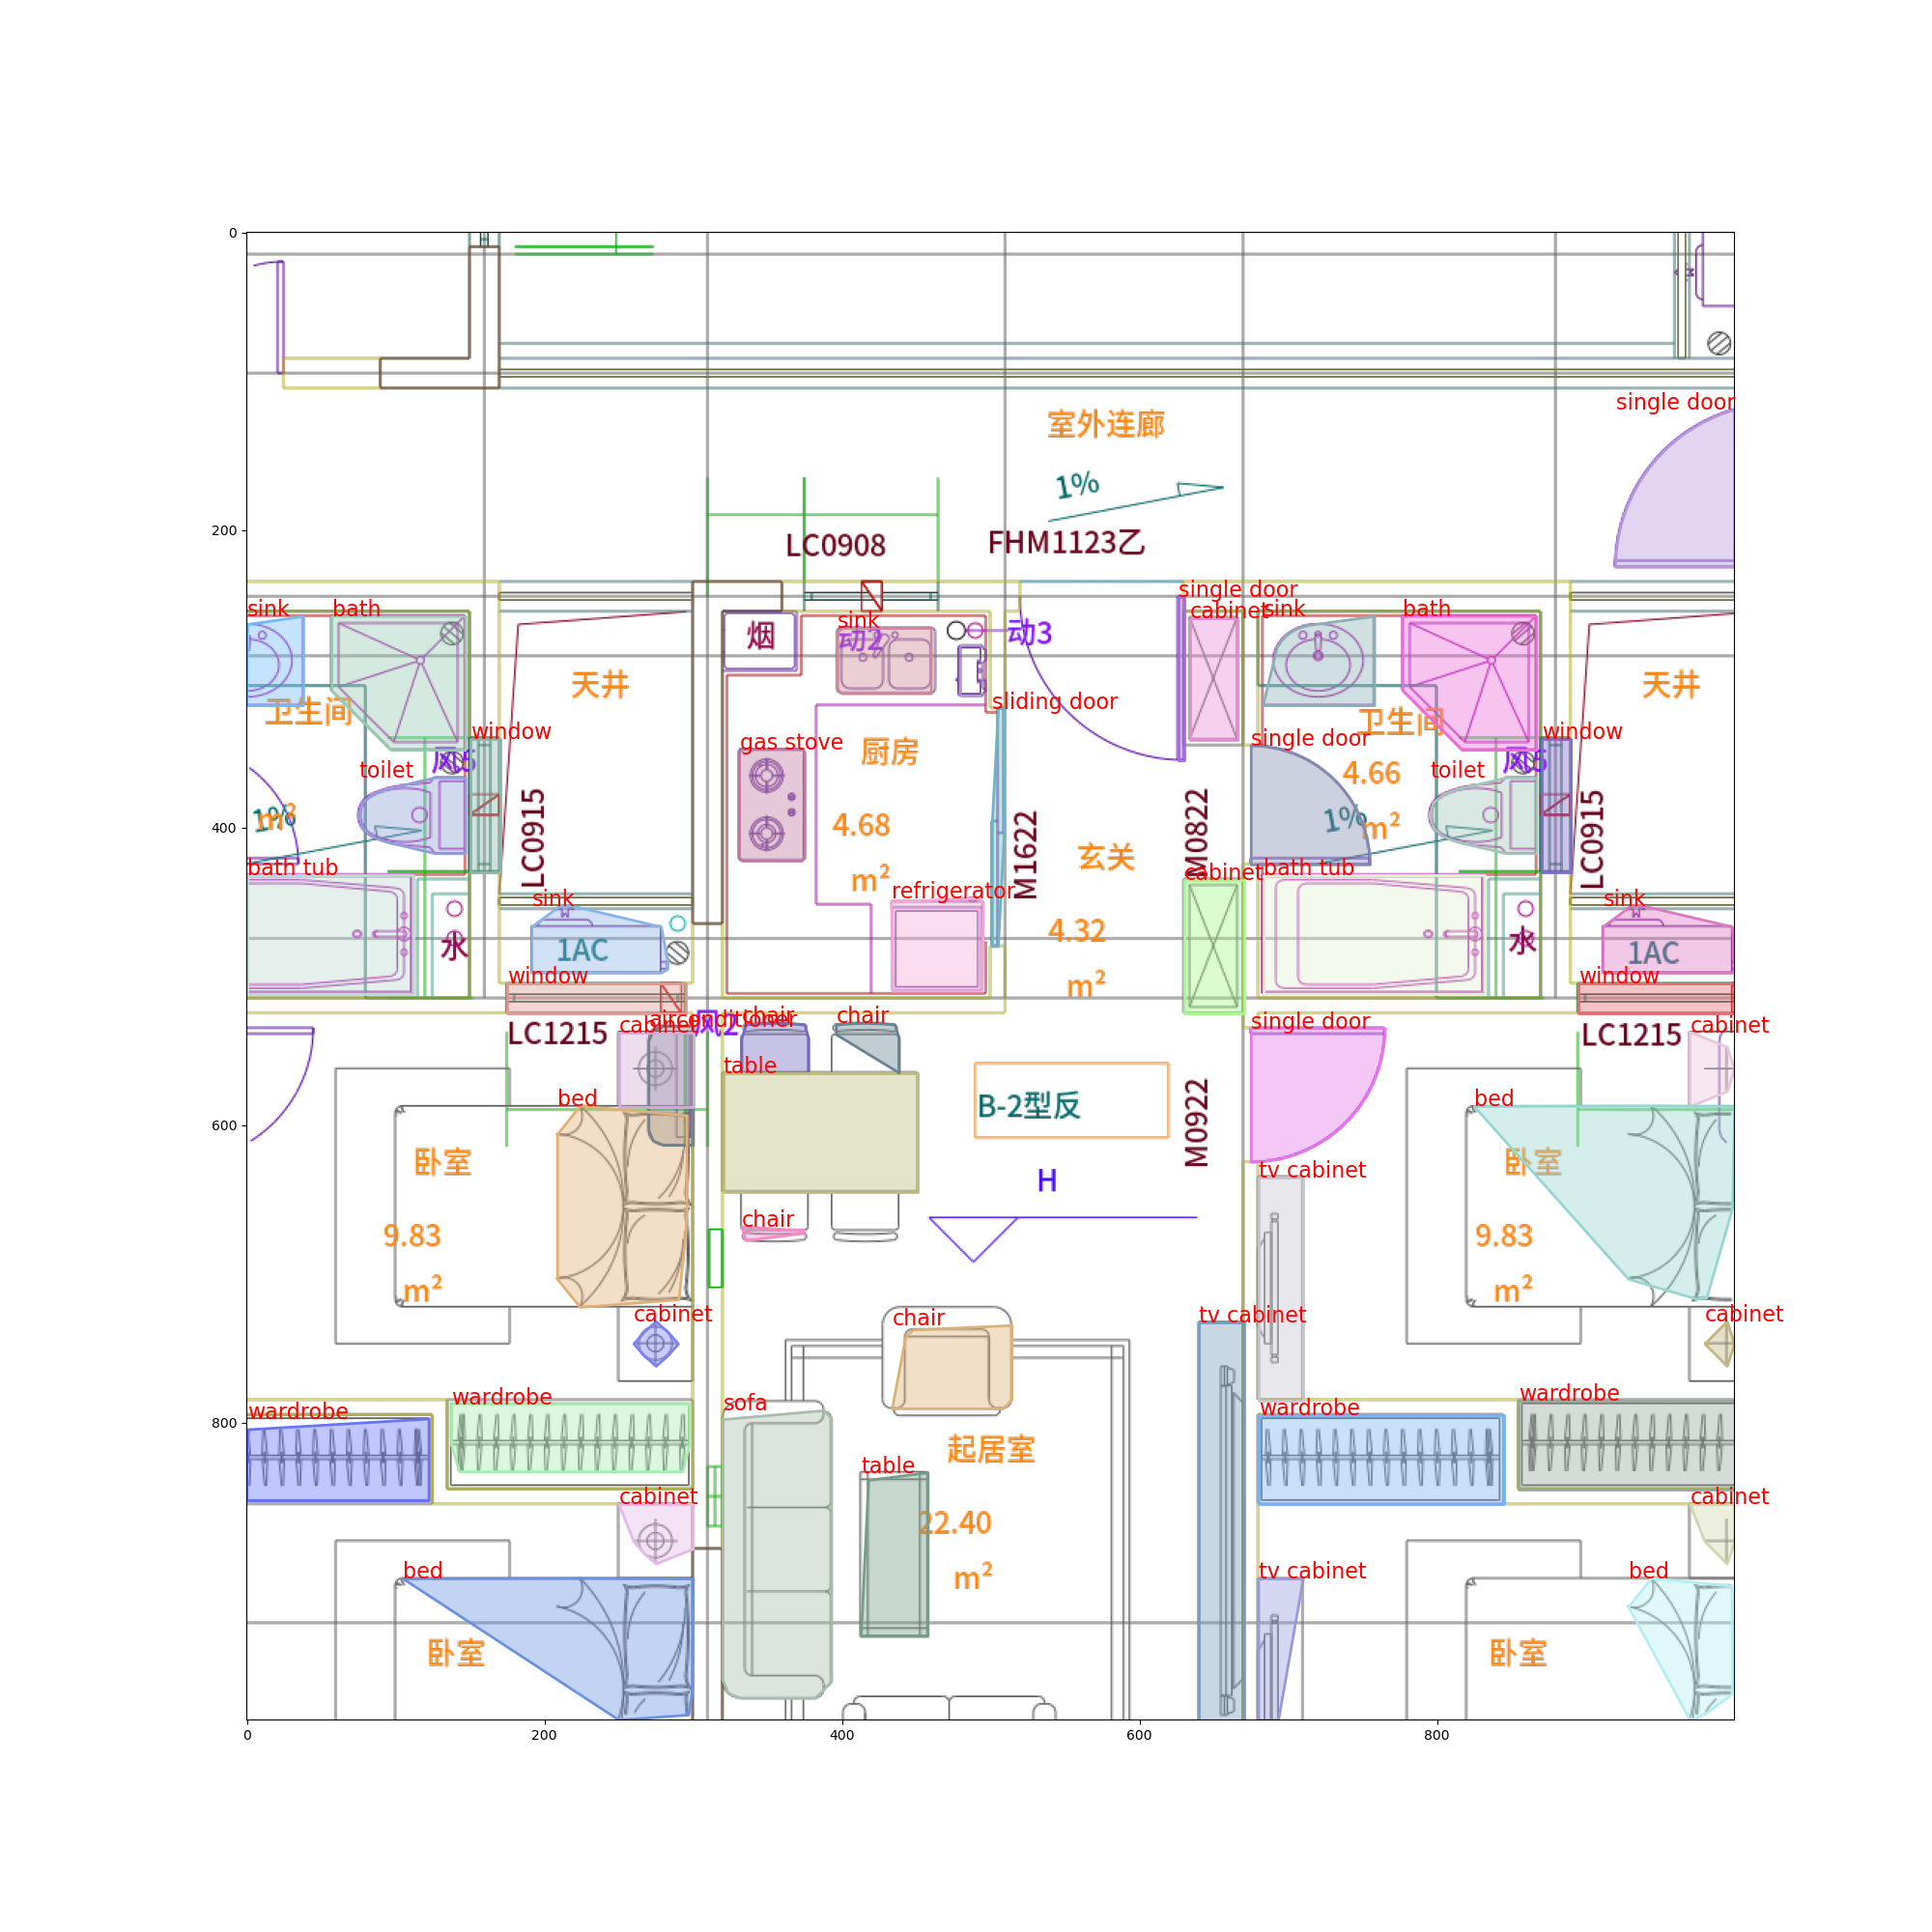 0
single door
室外连廊
1%
200
LC0908
FHM1123乙
single door
sink
bath
cabinet
sink
bath
烟
sink
动2
动3
天井
天井
sliding door
卫生间
卫生间
window
single door
window
gas stove
厨房
风5
toilet
toilet
风5
4.66
m²
1%
m²
1%
400
LC0915
4.68
m²
M1622
M0822
LC0915
玄关
bath tub
cabinet
bath tub
refrigerator
sink
sink
4.32
m²
水
1AC
水
1AC
window
window
LC1215
cabinet
airconditioner
风2
chair
chair
single door
LC1215
cabinet
table
bed
B-2型反
M0922
bed
600
卧室
卧室
tv cabinet
H
9.83
m²
chair
9.83
m²
cabinet
chair
tv cabinet
cabinet
wardrobe
wardrobe
sofa
wardrobe
wardrobe
800
起居室
table
cabinet
22.40
m²
cabinet
bed
tv cabinet
bed
卧室
卧室
0
200
400
600
800